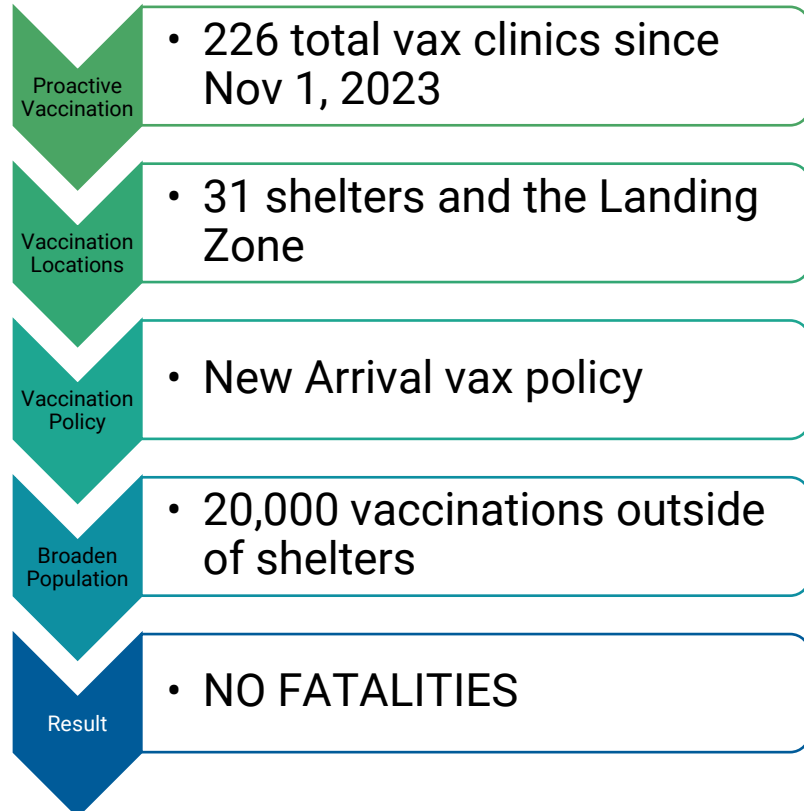 Proactive
Vaccination
• 226 total vax clinics since
Nov 1, 2023
Vaccination
Locations
• 31 shelters and the Landing
Zone
Vaccination
Policy
• New Arrival vax policy
Broaden
Population
• 20,000 vaccinations outside
of shelters
Result
• NO FATALITIES